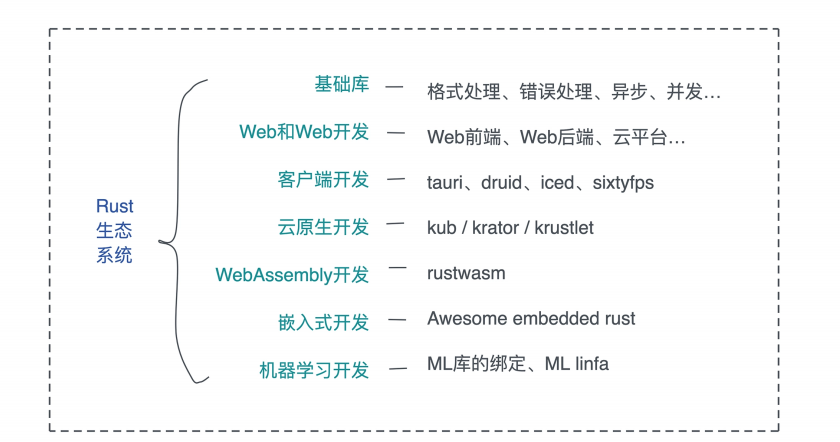 基础库 — 格式处理、错误处理、异步、并发...
Web和Web开发 — Web前端、Web后端、云平台...
客户端开发 — tauri、druid、iced、sixtyfps
Rust
生态
系统
云原生开发 — kub / krator / krustlet
WebAssembly开发 — rustwasm
嵌入式开发 — Awesome embedded rust
机器学习开发 — ML库的绑定、ML linfa